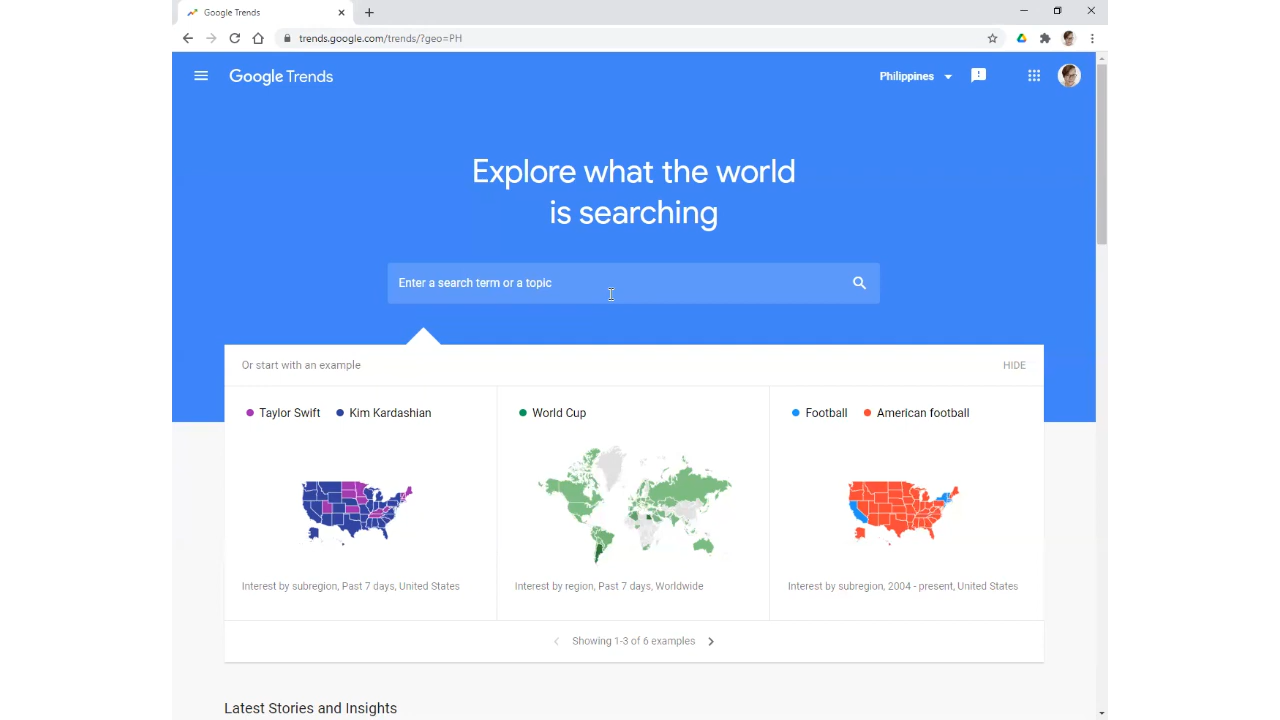 Google Trends
trends.google.com/trends/?geo=PH
Google Trends
Philippines
Explore what the world
is searching
Enter a search term or a topic
Or start with an example
HIDE
Taylor Swift Kim Kardashian
World Cup
Football American football
Interest by subregion, Past 7 days, United States
Interest by region, Past 7 days, Worldwide
Interest by subregion, 2004 - present, United States
Showing 1-3 of 6 examples
Latest Stories and Insights